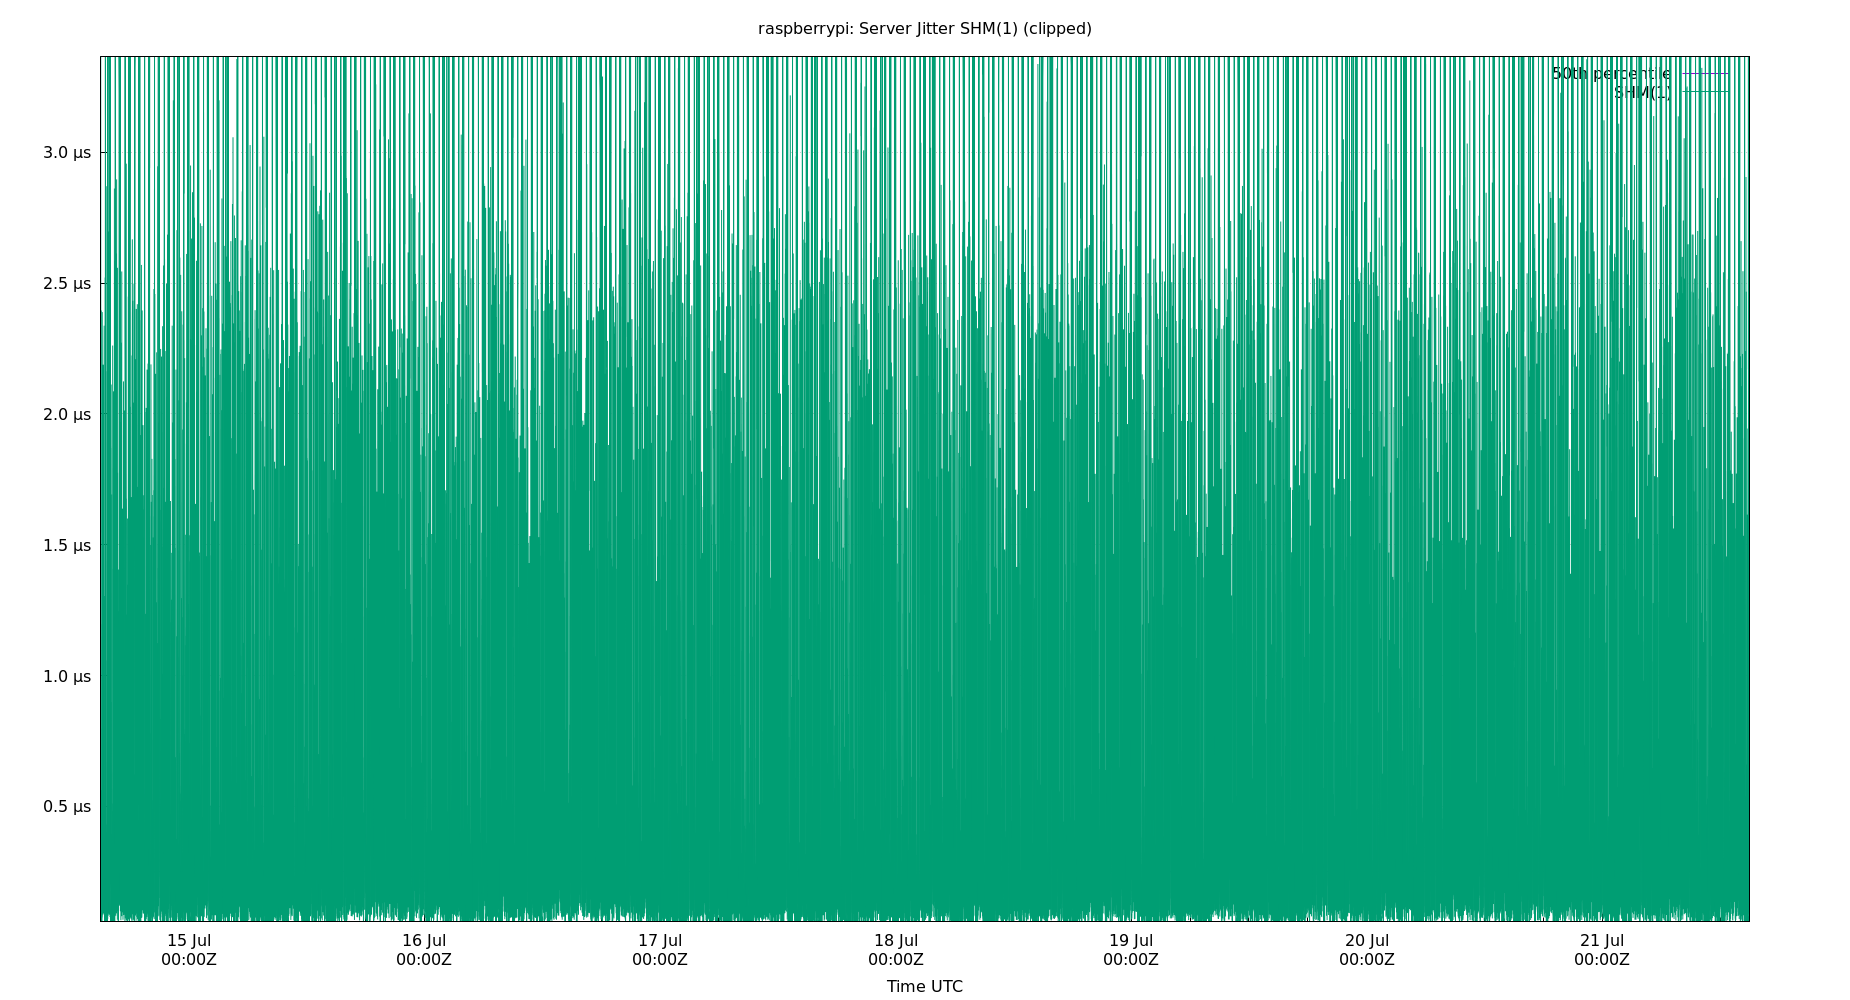 raspberrypi: Server Jitter SHM(1) (clipped)
50th percentile
SHM(1)
3.0 µs
2.5 µs
2.0 µs
1.5 µs
1.0 µs
0.5 µs
15 Jul 16 Jul 17 Jul 18 Jul 19 Jul 20 Jul 21 Jul
00:00Z 00:00Z 00:00Z 00:00Z 00:00Z 00:00Z 00:00Z
Time UTC